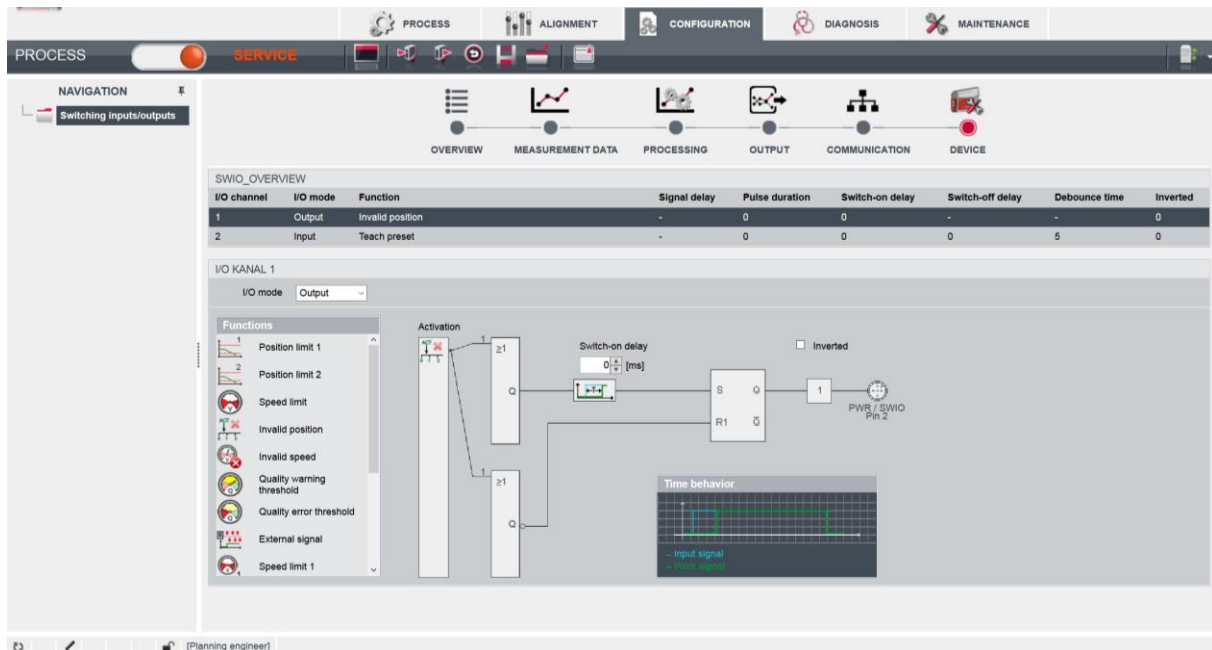 PROCESS
ALIGNMENT
CONFIGURATION
DIAGNOSIS
MAINTENANCE
PROCESS
SERVICE
NAVIGATION
Switching inputs/outputs
OVERVIEW
MEASUREMENT DATA
PROCESSING
OUTPUT
COMMUNICATION
DEVICE
SWIO_OVERVIEW
I/O channel I/O mode Function Signal delay Pulse duration Switch-on delay Switch-off delay Debounce time Inverted
1 Output Invalid position - 0 0 - - 0
2 Input Teach preset - 0 0 0 5 0
I/O KANAL 1
I/O mode Output
Functions
1 Position limit 1
2 Position limit 2
Speed limit
ACT Invalid position
Invalid speed
Quality warning
threshold
Quality error threshold
External signal
1 Speed limit 1
Activation
ACT
1
≥1
Q
1
≥1
Q
Switch-on delay
0 [ms]
T
Inverted
S Q
R1 Q̅
1
PWR / SWIO
Pin 2
Time behavior
– Input signal
– Work signal
[Planning engineer]